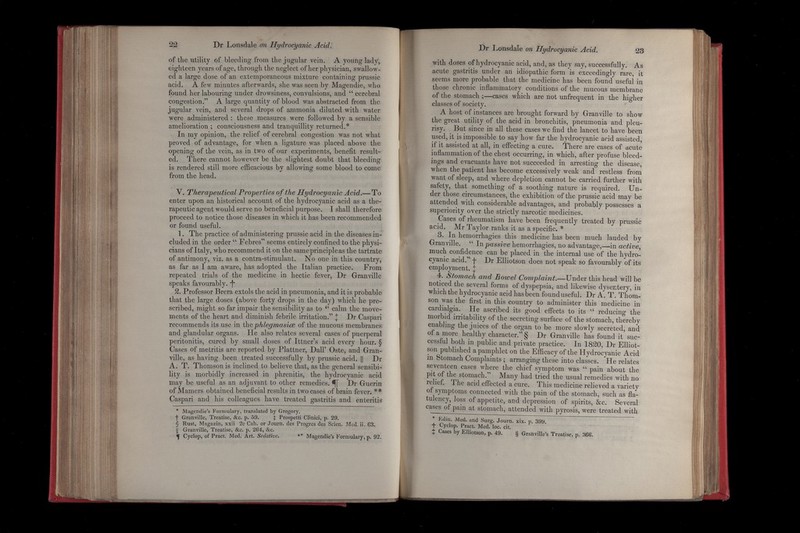 22 Dr Lonsdale on Hydrocyanic Acid.
of the utility of bleeding from the jugular vein. A young lady,
eighteen years of age, through the neglect of her physician, swallow-
ed a large dose of an extemporaneous mixture containing prussic
acid. A few minutes afterwards, she was seen by Magendie, who
found her labouring under drowsiness, convulsions, and “ cerebral
congestion.” A large quantity of blood was abstracted from the
jugular vein, and several drops of ammonia diluted with water
were administered : these measures were followed by a sensible
amelioration ; consciousness and tranquillity returned.*
In my opinion, the relief of cerebral congestion was not what
proved of advantage, for when a ligature was placed above the
opening of the vein, as in two of our experiments, benefit result-
ed. There cannot however be the slightest doubt that bleeding
is rendered still more efficacious by allowing some blood to come
from the head.
V. Therapeutical Properties of the Hydrocyanic Acid.—To
enter upon an historical account of the hydrocyanic acid as a the-
rapeutic agent would serve no beneficial purpose. I shall therefore
proceed to notice those diseases in which it has been recommended
or found useful.
1. The practice of administering prussic acid in the diseases in-
cluded in the order “ Febres” seems entirely confined to the physi-
cians of Italy, who recommend it on the same principle as the tartrate
of antimony, viz. as a contra-stimulant. No one in this country,
as far as I am aware, has adopted the Italian practice. From
repeated trials of the medicine in hectic fever, Dr Granville
speaks favourably. †
2. Professor Beera extols the acid in pneumonia, and it is probable
that the large doses (above forty drops in the day) which he pre-
scribed, might so far impair the sensibility as to “ calm the move-
ments of the heart and diminish febrile irritation.” ‡ Dr Caspari
recommends its use in the phlegmasiæ of the mucous membranes
and glandular organs. He also relates several cases of puerperal
peritonitis, cured by small doses of Ittner's acid every hour. §
Cases of metritis are reported by Plattner, Dall' Oste, and Gran-
ville, as having been treated successfully by prussic acid. || Dr
A. T. Thomson is inclined to believe that, as the general sensibi-
lity is morbidly increased in phrenitis, the hydrocyanic acid
may be useful as an adjuvant to other remedies. ¶ Dr Guerin
of Mamers obtained beneficial results in two cases of brain fever. **
Caspari and his colleagues have treated gastritis and enteritis
* Magendie's Formulary, translated by Gregory.
† Granville, Treatise, &c. p. 59. ‡ Prospetti Clinici, p. 29.
§ Rust, Magazin, xxii 2; Cab. or Journ. des Progres des Scien. Med. ii. 63.
|| Granville, Treatise, &c. p. 264, &c.
¶ Cyclop. of Pract. Med. Art. Sedative. ** Magendie's Formulary, p. 92.
Dr Lonsdale on Hydrocyanic Acid. 23
with doses of hydrocyanic acid, and, as they say, successfully. As
acute gastritis under an idiopathic form is exceedingly rare, it
seems more probable that the medicine has been found useful in
those chronic inflammatory conditions of the mucous membrane
of the stomach ;—cases which are not unfrequent in the higher
classes of society.
A host of instances are brought forward by Granville to show
the great utility of the acid in bronchitis, pneumonia and pleu-
risy. But since in all these cases we find the lancet to have been
used, it is impossible to say how far the hydrocyanic acid assisted,
if it assisted at all, in effecting a cure. There are cases of acute
inflammation of the chest occurring, in which, after profuse bleed-
ings and evacuants have not succeeded in arresting the disease,
when the patient has become excessively weak and restless from
want of sleep, and where depletion cannot be carried further with
safety, that something of a soothing nature is required. Un-
der those circumstances, the exhibition of the prussic acid may be
attended with considerable advantages, and probably possesses a
superiority over the strictly narcotic medicines.
Cases of rheumatism have been frequently treated by prussic
acid. Mr Taylor ranks it as a specific. *
3. In hemorrhagies this medicine has been much lauded by
Granville. “ In passive hemorrhagies, no advantage,—in active,
much confidence can be placed in the internal use of the hydro-
cyanic acid.” † Dr Elliotson does not speak so favourably of its
employment. ‡
4. Stomach and Bowel Complaint.—Under this head will be
noticed the several forms of dyspepsia, and likewise dysentery, in
which the hydrocyanic acid has been found useful. Dr A. T. Thom-
son was the first in this country to administer this medicine in
cardialgia. He ascribed its good effects to its “ reducing the
morbid irritability of the secreting surface of the stomach, thereby
enabling the juices of the organ to be more slowly secreted, and
of a more healthy character.” § Dr Granville has found it suc-
cessful both in public and private practice. In 1820, Dr Elliot-
son published a pamphlet on the Efficacy of the Hydrocyanic Acid
in Stomach Complaints ; arranging these into classes. He relates
seventeen cases where the chief symptom was “ pain about the
pit of the stomach.” Many had tried the usual remedies with no
relief. The acid effected a cure. This medicine relieved a variety
of symptoms connected with the pain of the stomach, such as fla-
tulency, loss of appetite, and depression of spirits, &c. Several
cases of pain at stomach, attended with pyrosis, were treated with
* Edin. Med. and Surg. Journ. xix. p. 309.
† Cyclop. Pract. Med. loc. cit.
‡ Cases by Elliotson, p. 49. § Granville's Treatise, p. 366.